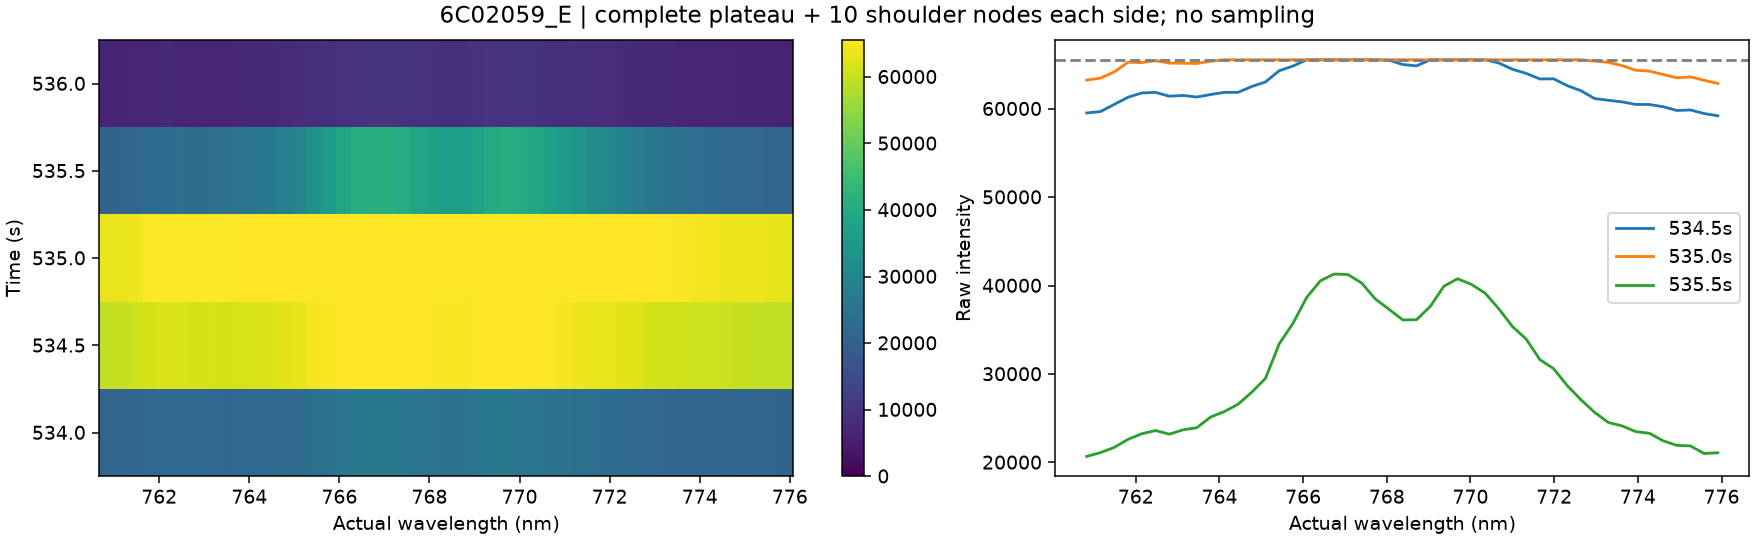 6C02059_E | complete plateau + 10 shoulder nodes each side; no sampling
Time (s)
536.0
535.5
535.0
534.5
534.0
762 764 766 768 770 772 774 776
Actual wavelength (nm)
60000
50000
40000
30000
20000
10000
0
Raw intensity
60000
50000
40000
30000
20000
534.5s
535.0s
535.5s
762 764 766 768 770 772 774 776
Actual wavelength (nm)